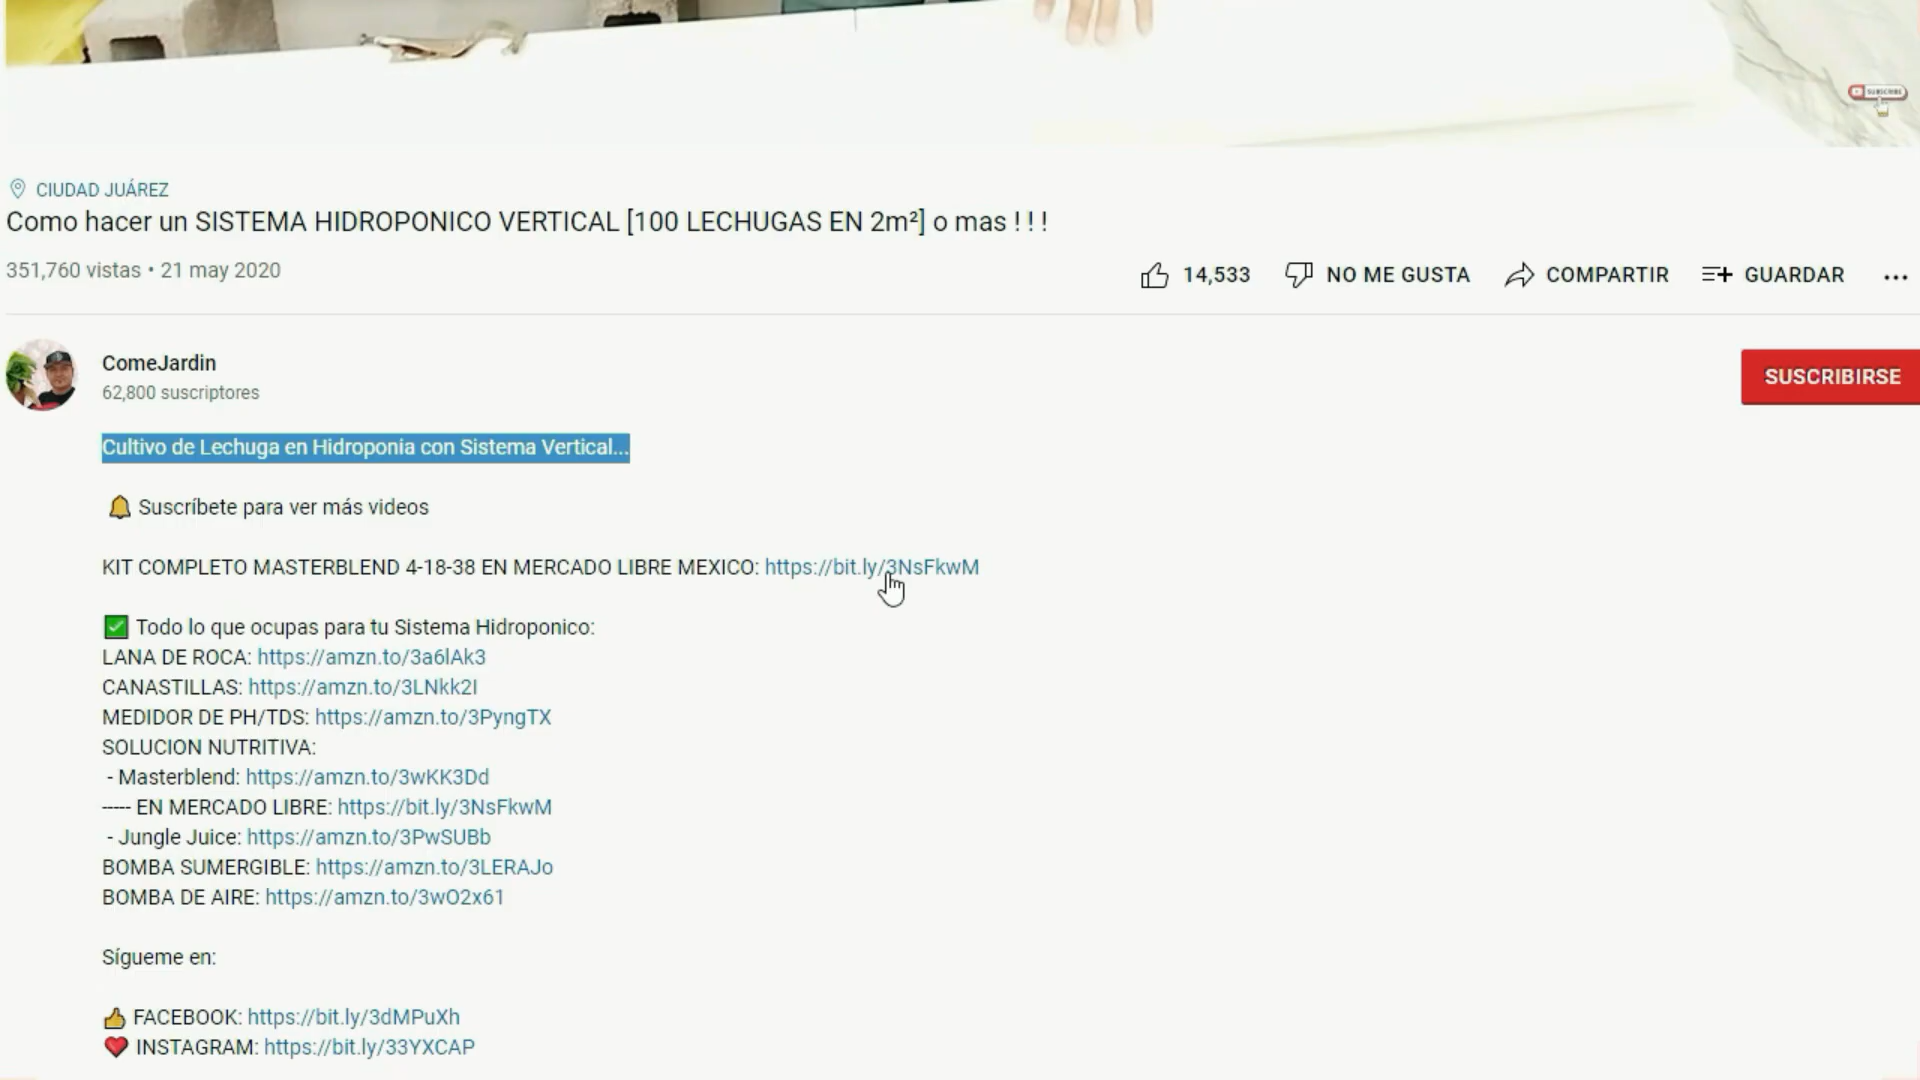 SUBSCRIBE
CIUDAD JUÁREZ
Como hacer un SISTEMA HIDROPONICO VERTICAL [100 LECHUGAS EN 2m²] o mas ! ! !
351,760 vistas • 21 may 2020
14,533 NO ME GUSTA COMPARTIR GUARDAR ...
ComeJardin
62,800 suscriptores
SUSCRIBIRSE
Cultivo de Lechuga en Hidroponia con Sistema Vertical...
🔔 Suscríbete para ver más videos
KIT COMPLETO MASTERBLEND 4-18-38 EN MERCADO LIBRE MEXICO: https://bit.ly/3NsFkwM
✅ Todo lo que ocupas para tu Sistema Hidroponico:
LANA DE ROCA: https://amzn.to/3a6lAk3
CANASTILLAS: https://amzn.to/3LNkk2I
MEDIDOR DE PH/TDS: https://amzn.to/3PyngTX
SOLUCION NUTRITIVA:
- Masterblend: https://amzn.to/3wKK3Dd
----- EN MERCADO LIBRE: https://bit.ly/3NsFkwM
- Jungle Juice: https://amzn.to/3PwSUBb
BOMBA SUMERGIBLE: https://amzn.to/3LERAJo
BOMBA DE AIRE: https://amzn.to/3wO2x61
Sígueme en:
👍 FACEBOOK: https://bit.ly/3dMPuXh
❤️ INSTAGRAM: https://bit.ly/33YXCAP